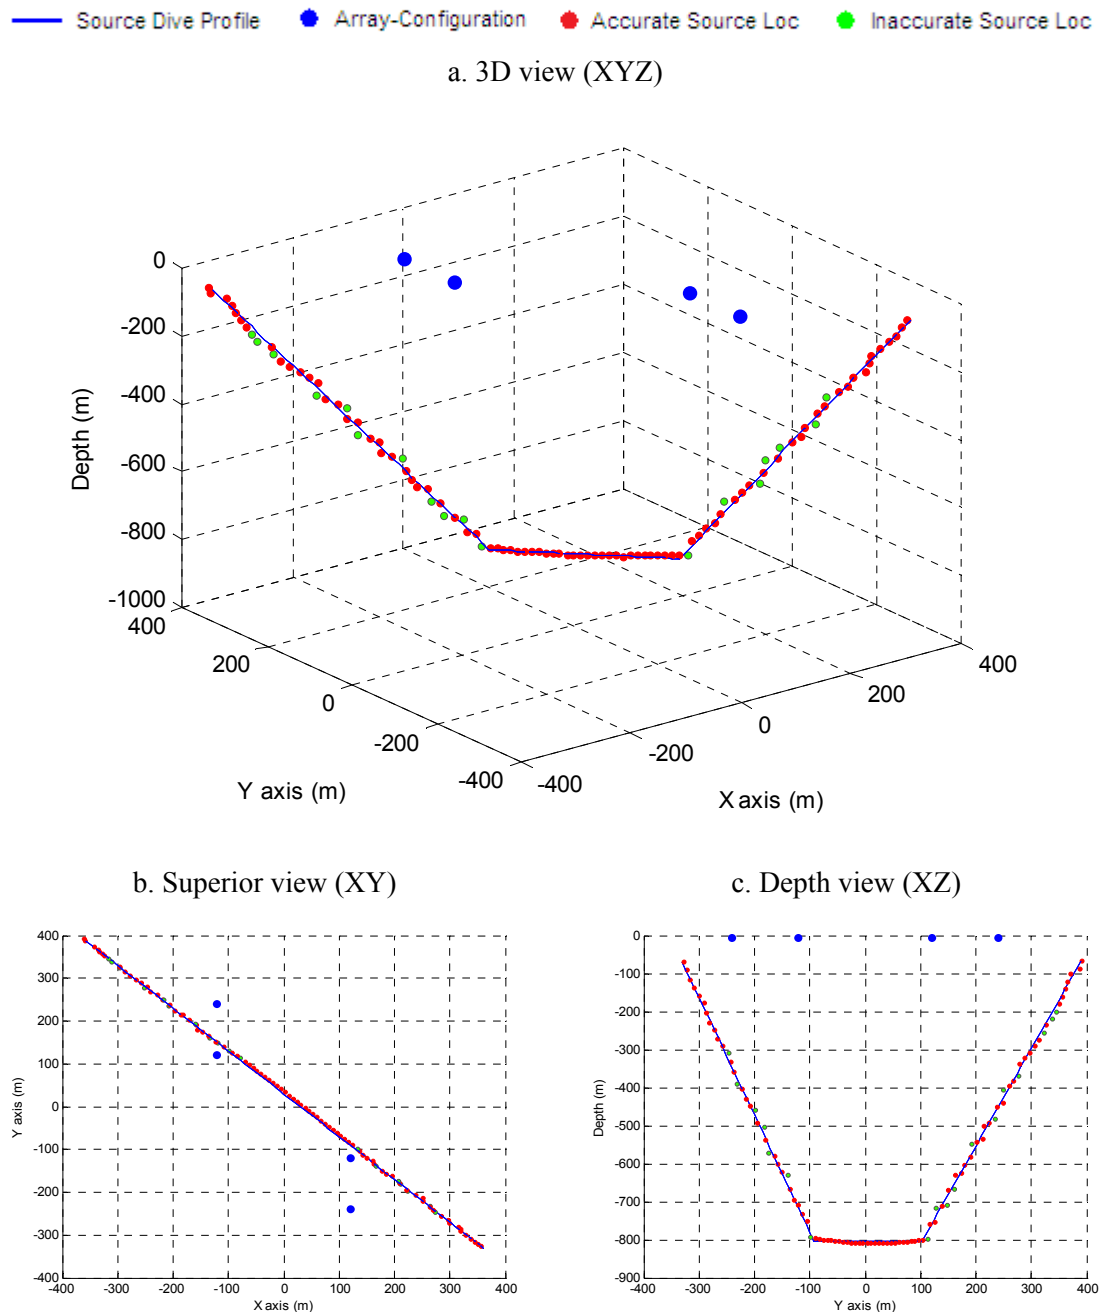 Source Dive Profile Array-Configuration Accurate Source Loc Inaccurate Source Loc
a. 3D view (XYZ)
0
-200
-400
-600
-800
-1000
Depth (m)
400
200
0
-200
-400
Y axis (m)
-400
-200
0
200
400
X axis (m)
b. Superior view (XY)
400
300
200
100
0
-100
-200
-300
-400
Y axis (m)
-400 -300 -200 -100 0 100 200 300 400
X axis (m)
c. Depth view (XZ)
0
-100
-200
-300
-400
-500
-600
-700
-800
-900
Depth (m)
-400 -300 -200 -100 0 100 200 300 400
Y axis (m)